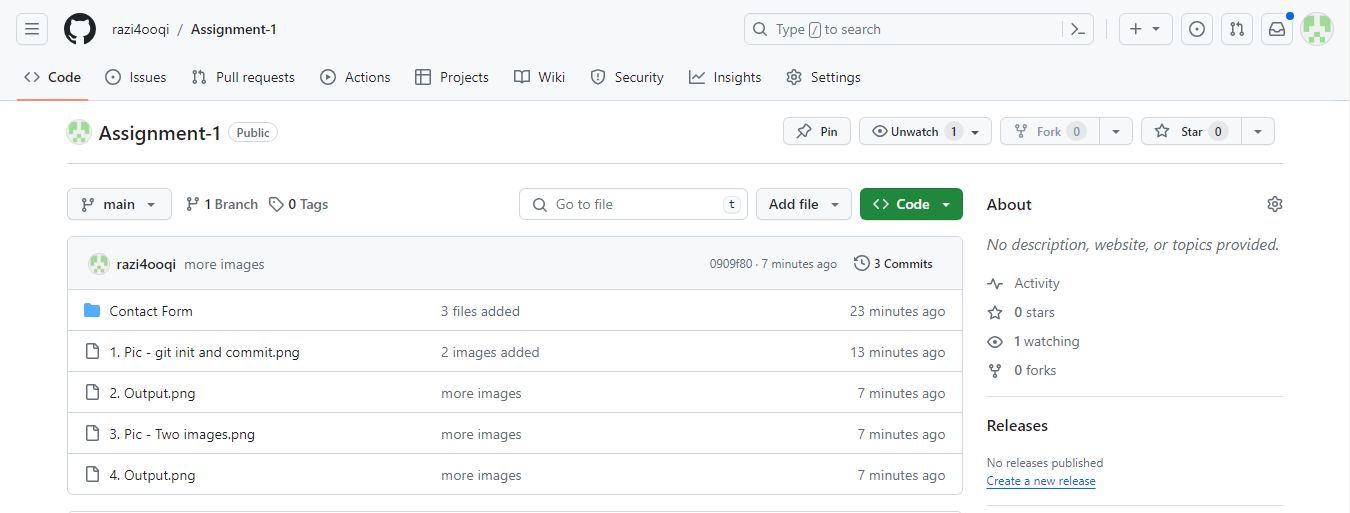 razi4ooqi / Assignment-1 Type / to search
Code Issues Pull requests Actions Projects Wiki Security Insights Settings
Assignment-1 Public Pin Unwatch 1 Fork 0 Star 0
main 1 Branch 0 Tags Go to file t Add file Code
razi4ooqi more images 0909f80 · 7 minutes ago 3 Commits
Contact Form 3 files added 23 minutes ago
1. Pic - git init and commit.png 2 images added 13 minutes ago
2. Output.png more images 7 minutes ago
3. Pic - Two images.png more images 7 minutes ago
4. Output.png more images 7 minutes ago
About
No description, website, or topics provided.
Activity
0 stars
1 watching
0 forks
Releases
No releases published
Create a new release